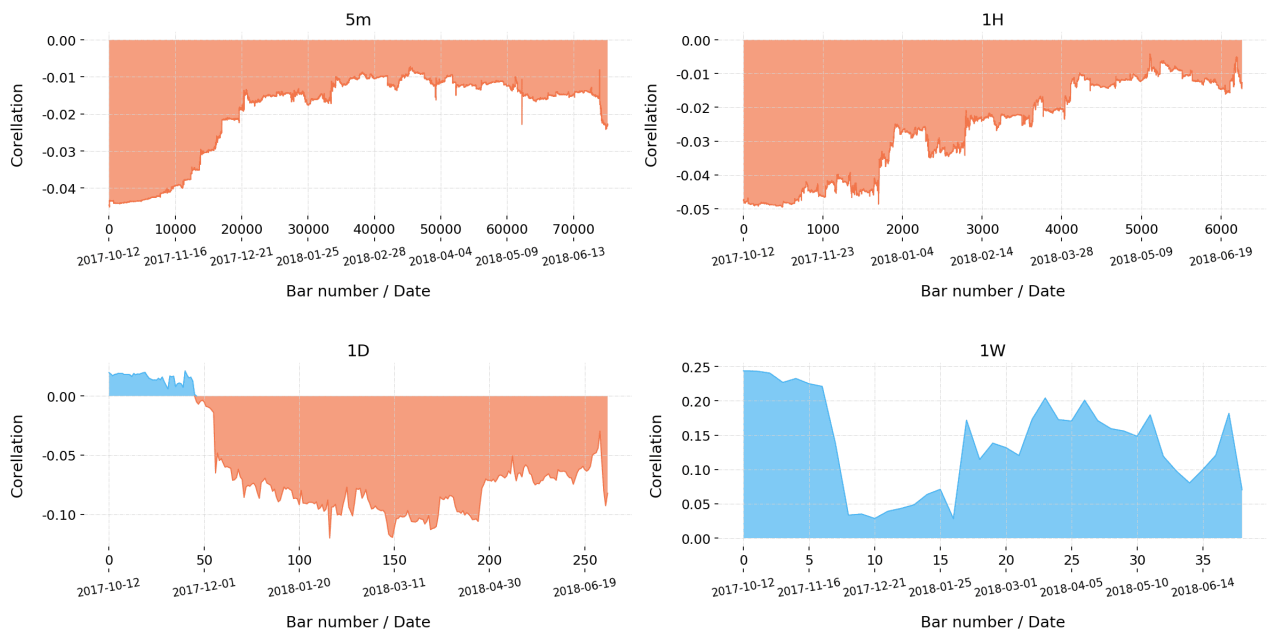 5m
Corellation
0.00
-0.01
-0.02
-0.03
-0.04
0 10000 20000 30000 40000 50000 60000 70000
2017-10-12 2017-11-16 2017-12-21 2018-01-25 2018-02-28 2018-04-04 2018-05-09 2018-06-13
Bar number / Date
1H
Corellation
0.00
-0.01
-0.02
-0.03
-0.04
-0.05
0 1000 2000 3000 4000 5000 6000
2017-10-12 2017-11-23 2018-01-04 2018-02-14 2018-03-28 2018-05-09 2018-06-19
Bar number / Date
1D
Corellation
0.00
-0.05
-0.10
0 50 100 150 200 250
2017-10-12 2017-12-01 2018-01-20 2018-03-11 2018-04-30 2018-06-19
Bar number / Date
1W
Corellation
0.25
0.20
0.15
0.10
0.05
0.00
0 5 10 15 20 25 30 35
2017-10-12 2017-11-16 2017-12-21 2018-01-25 2018-03-01 2018-04-05 2018-05-10 2018-06-14
Bar number / Date